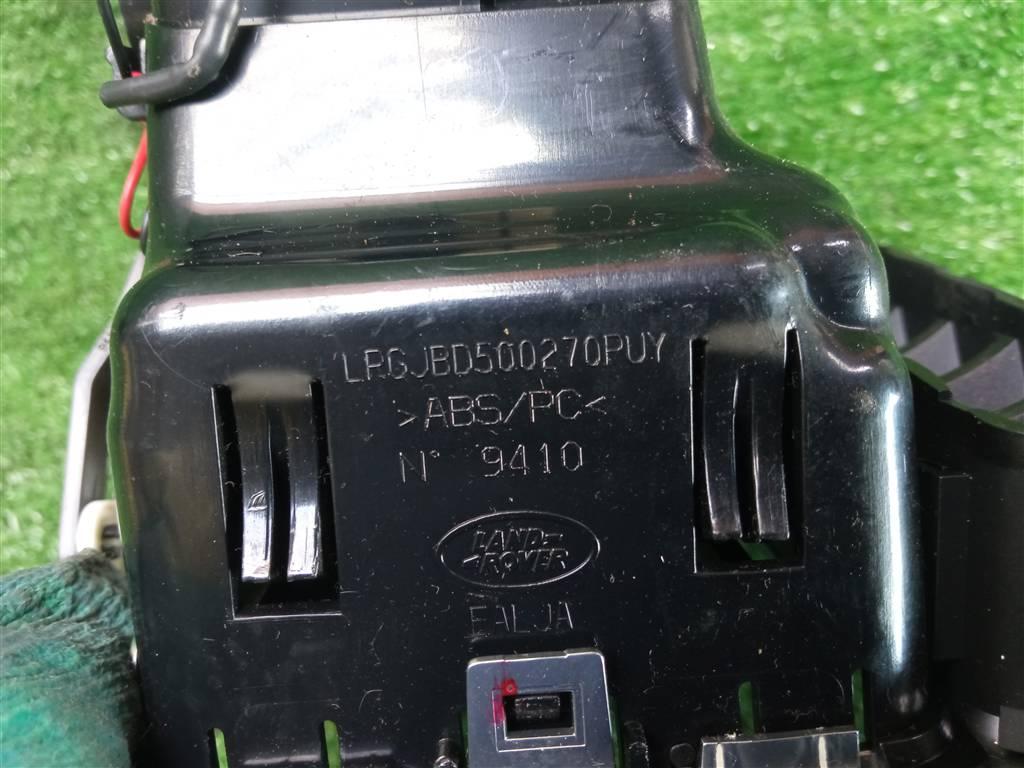 LRGJBD500270PUY
>ABS/PC<
N° 9410
LAND-
-ROVER
EALJA